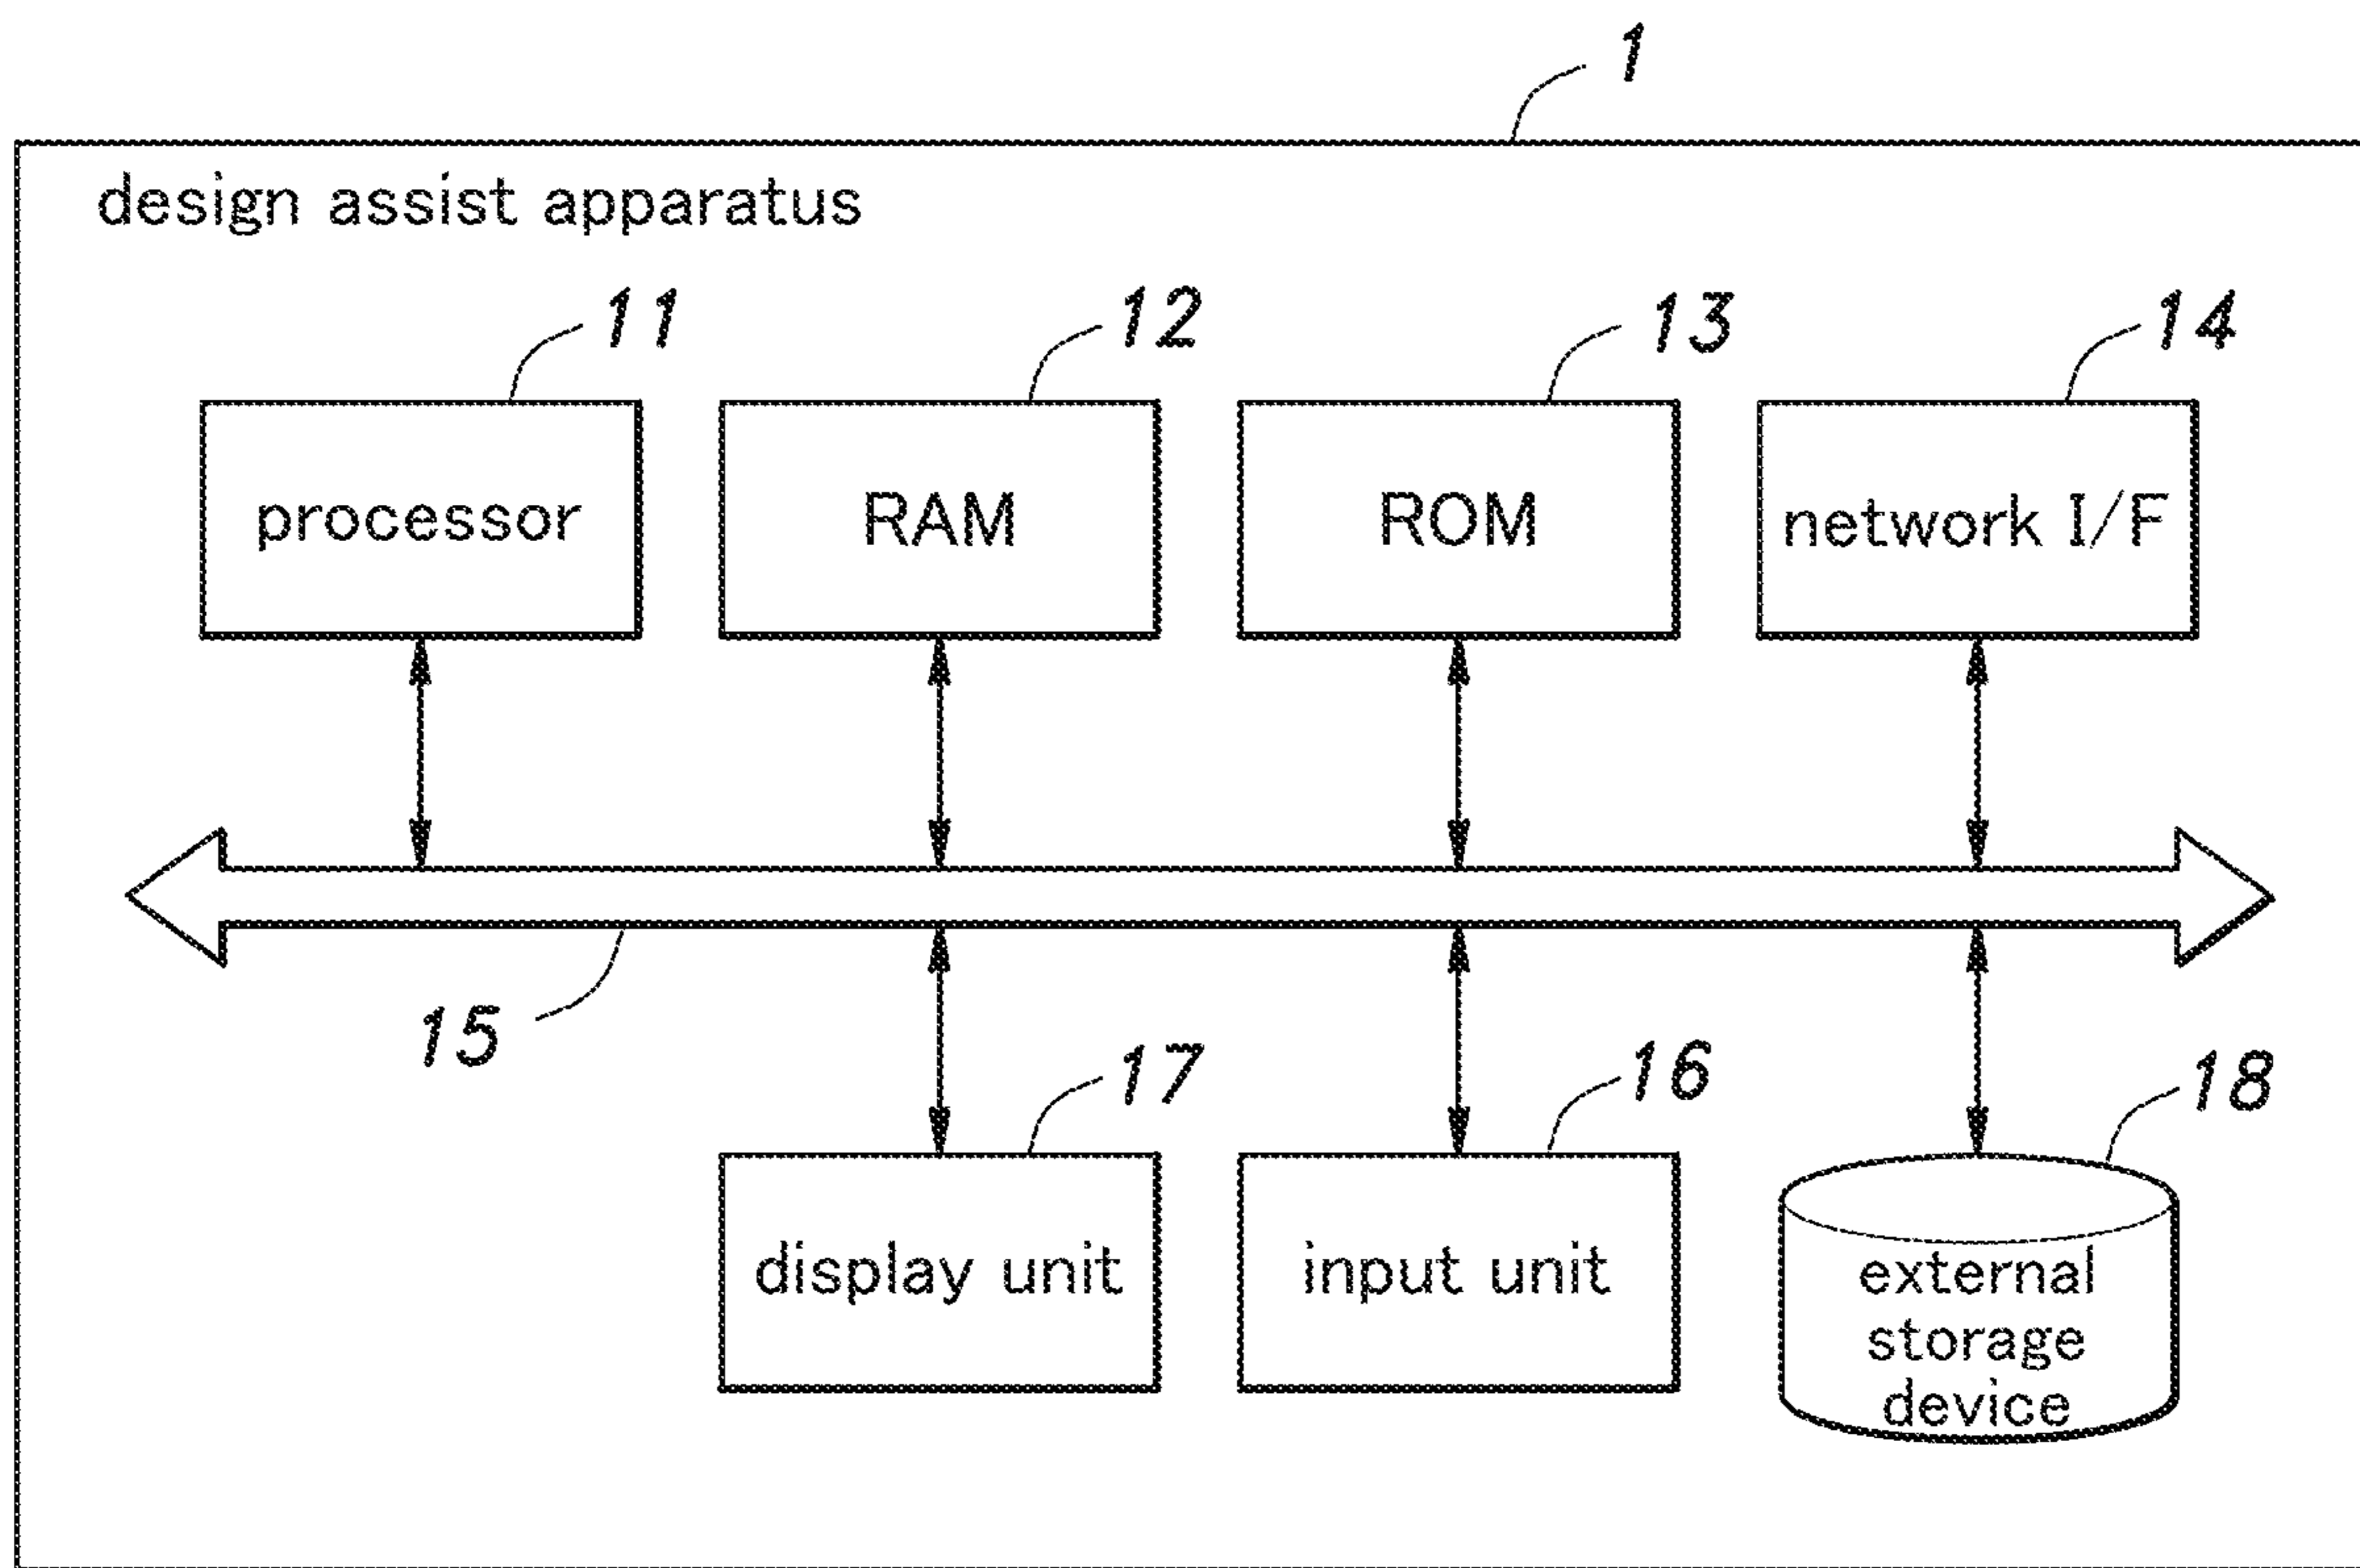 1
design assist apparatus
11
12
13
14
processor
RAM
ROM
network I/F
15
17
16
18
display unit
input unit
external
storage
device